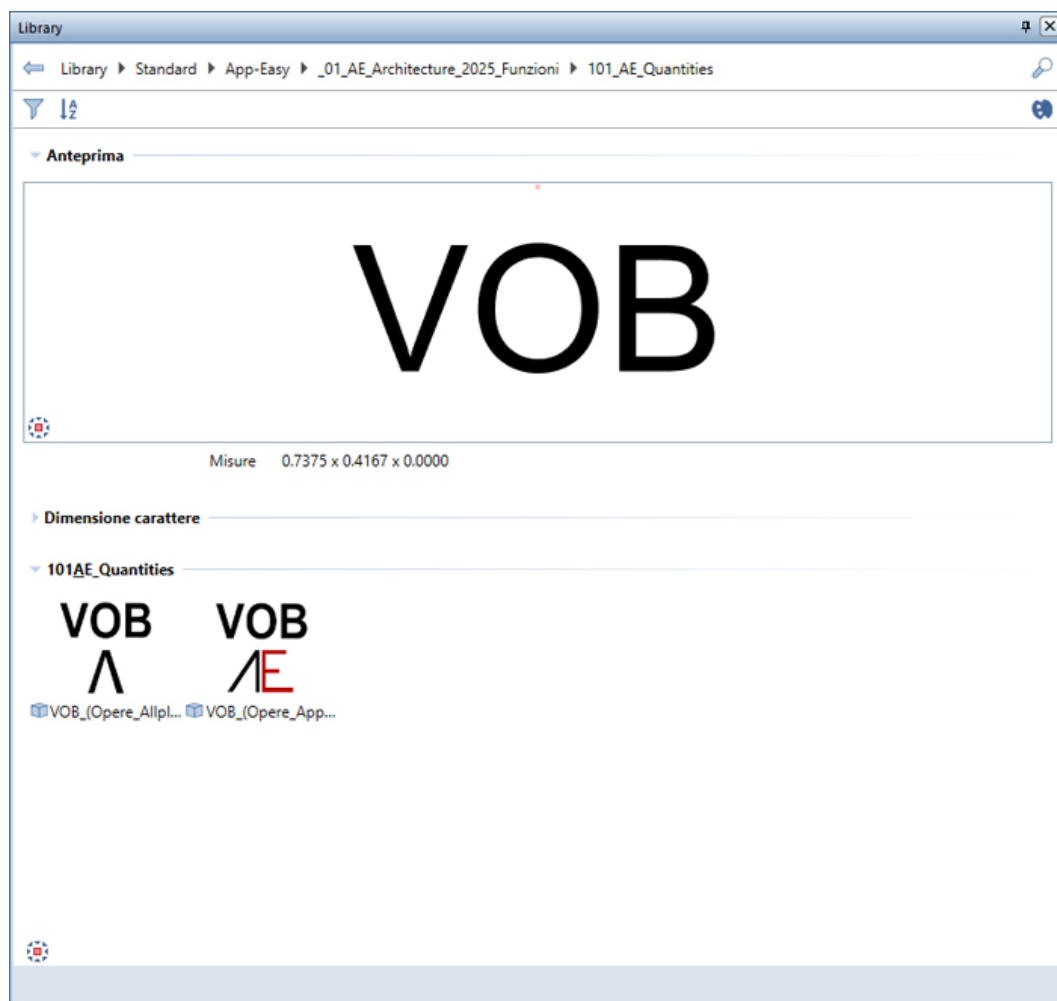 Library
Library Standard App-Easy _01_AE_Architecture_2025_Funzioni 101_AE_Quantities
Anteprima
VOB
Misure 0.7375 x 0.4167 x 0.0000
Dimensione carattere
101AE_Quantities
VOB VOB
Λ ΛE
VOB_(Opere_Allpl... VOB_(Opere_App...